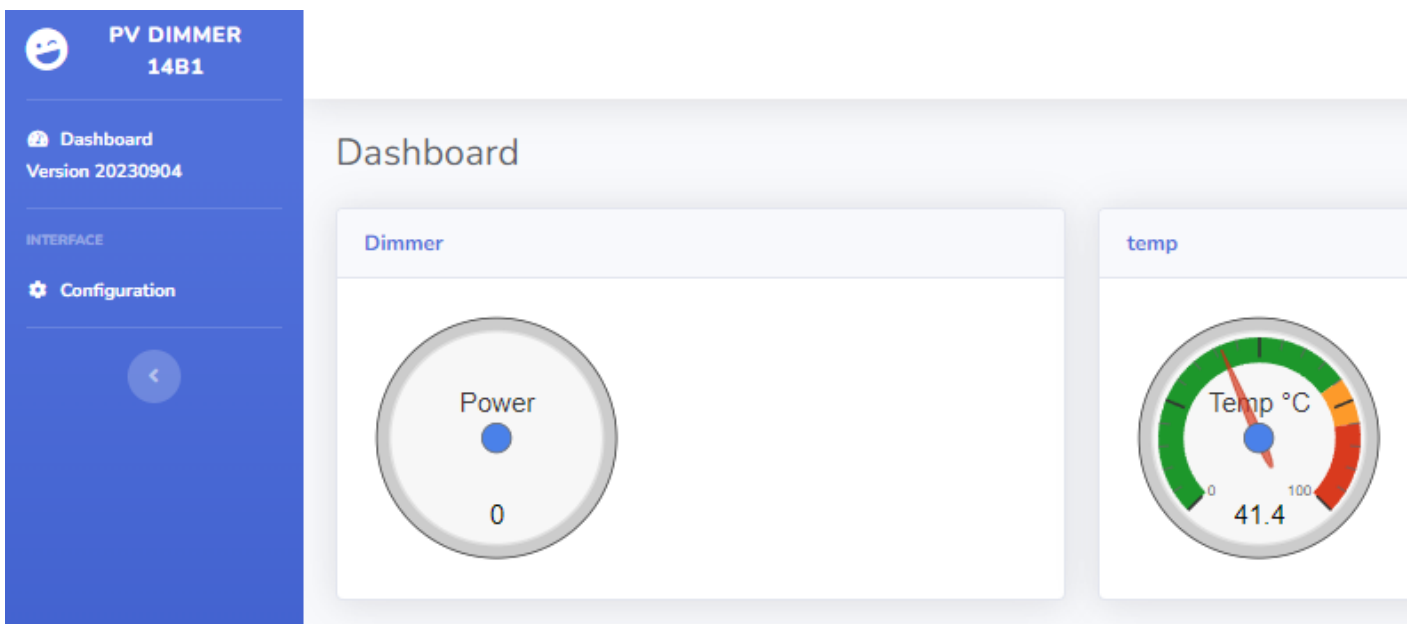 PV DIMMER
14B1
Dashboard
Version 20230904
INTERFACE
Configuration
Dashboard
Dimmer
Power
0
temp
Temp °C
0
100
41.4